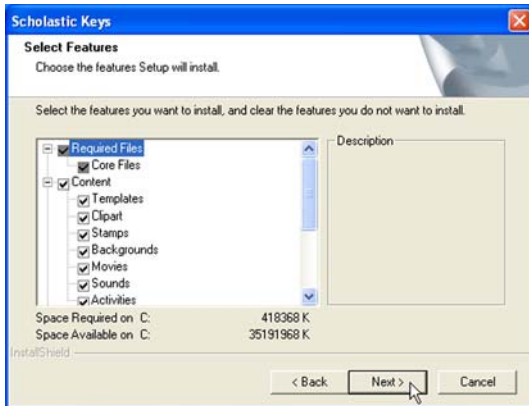 Scholastic Keys
Select Features
Choose the features Setup will install.
Select the features you want to install, and clear the features you do not want to install.
Required Files
Core Files
Content
Templates
Clipart
Stamps
Backgrounds
Movies
Sounds
Activities
Description
Space Required on C: 418368 K
Space Available on C: 35191968 K
InstallShield
< Back Next > Cancel